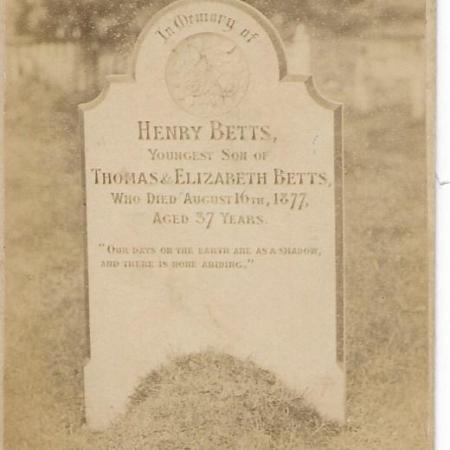 In Memory of
HENRY BETTS,
YOUNGEST SON OF
THOMAS & ELIZABETH BETTS,
WHO DIED AUGUST 16TH, 1877,
AGED 37 YEARS.
"OUR DAYS ON THE EARTH ARE AS A SHADOW,
AND THERE IS NONE ABIDING."